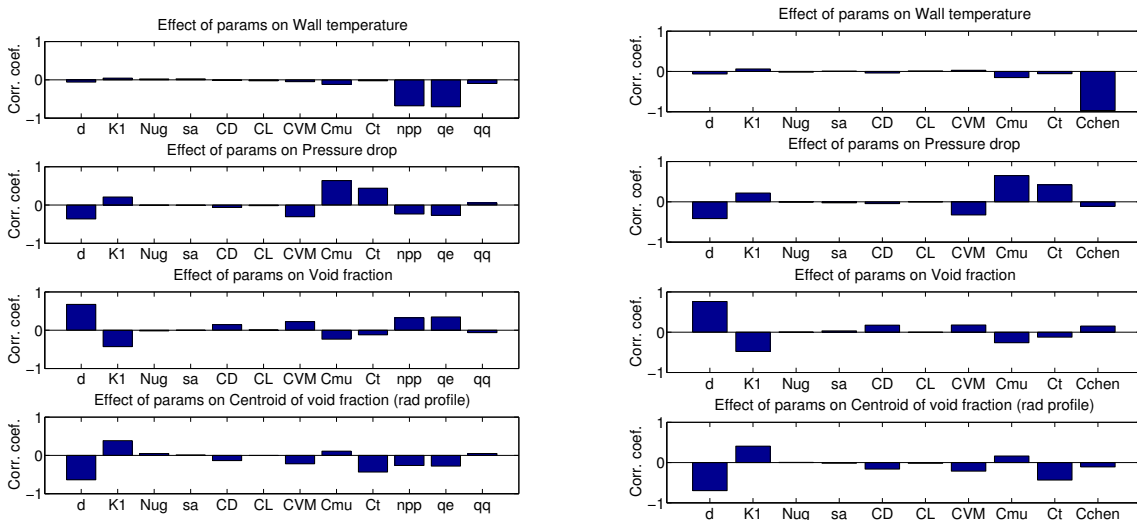 Effect of params on Wall temperature
Corr. coef.
1
0
−1
d K1 Nug sa CD CL CVM Cmu Ct npp qe qq
Effect of params on Pressure drop
Corr. coef.
1
0
−1
d K1 Nug sa CD CL CVM Cmu Ct npp qe qq
Effect of params on Void fraction
Corr. coef.
1
0
−1
d K1 Nug sa CD CL CVM Cmu Ct npp qe qq
Effect of params on Centroid of void fraction (rad profile)
Corr. coef.
1
0
−1
d K1 Nug sa CD CL CVM Cmu Ct npp qe qq
Effect of params on Wall temperature
Corr. coef.
1
0
−1
d K1 Nug sa CD CL CVM Cmu Ct Cchen
Effect of params on Pressure drop
Corr. coef.
1
0
−1
d K1 Nug sa CD CL CVM Cmu Ct Cchen
Effect of params on Void fraction
Corr. coef.
1
0
−1
d K1 Nug sa CD CL CVM Cmu Ct Cchen
Effect of params on Centroid of void fraction (rad profile)
Corr. coef.
1
0
−1
d K1 Nug sa CD CL CVM Cmu Ct Cchen